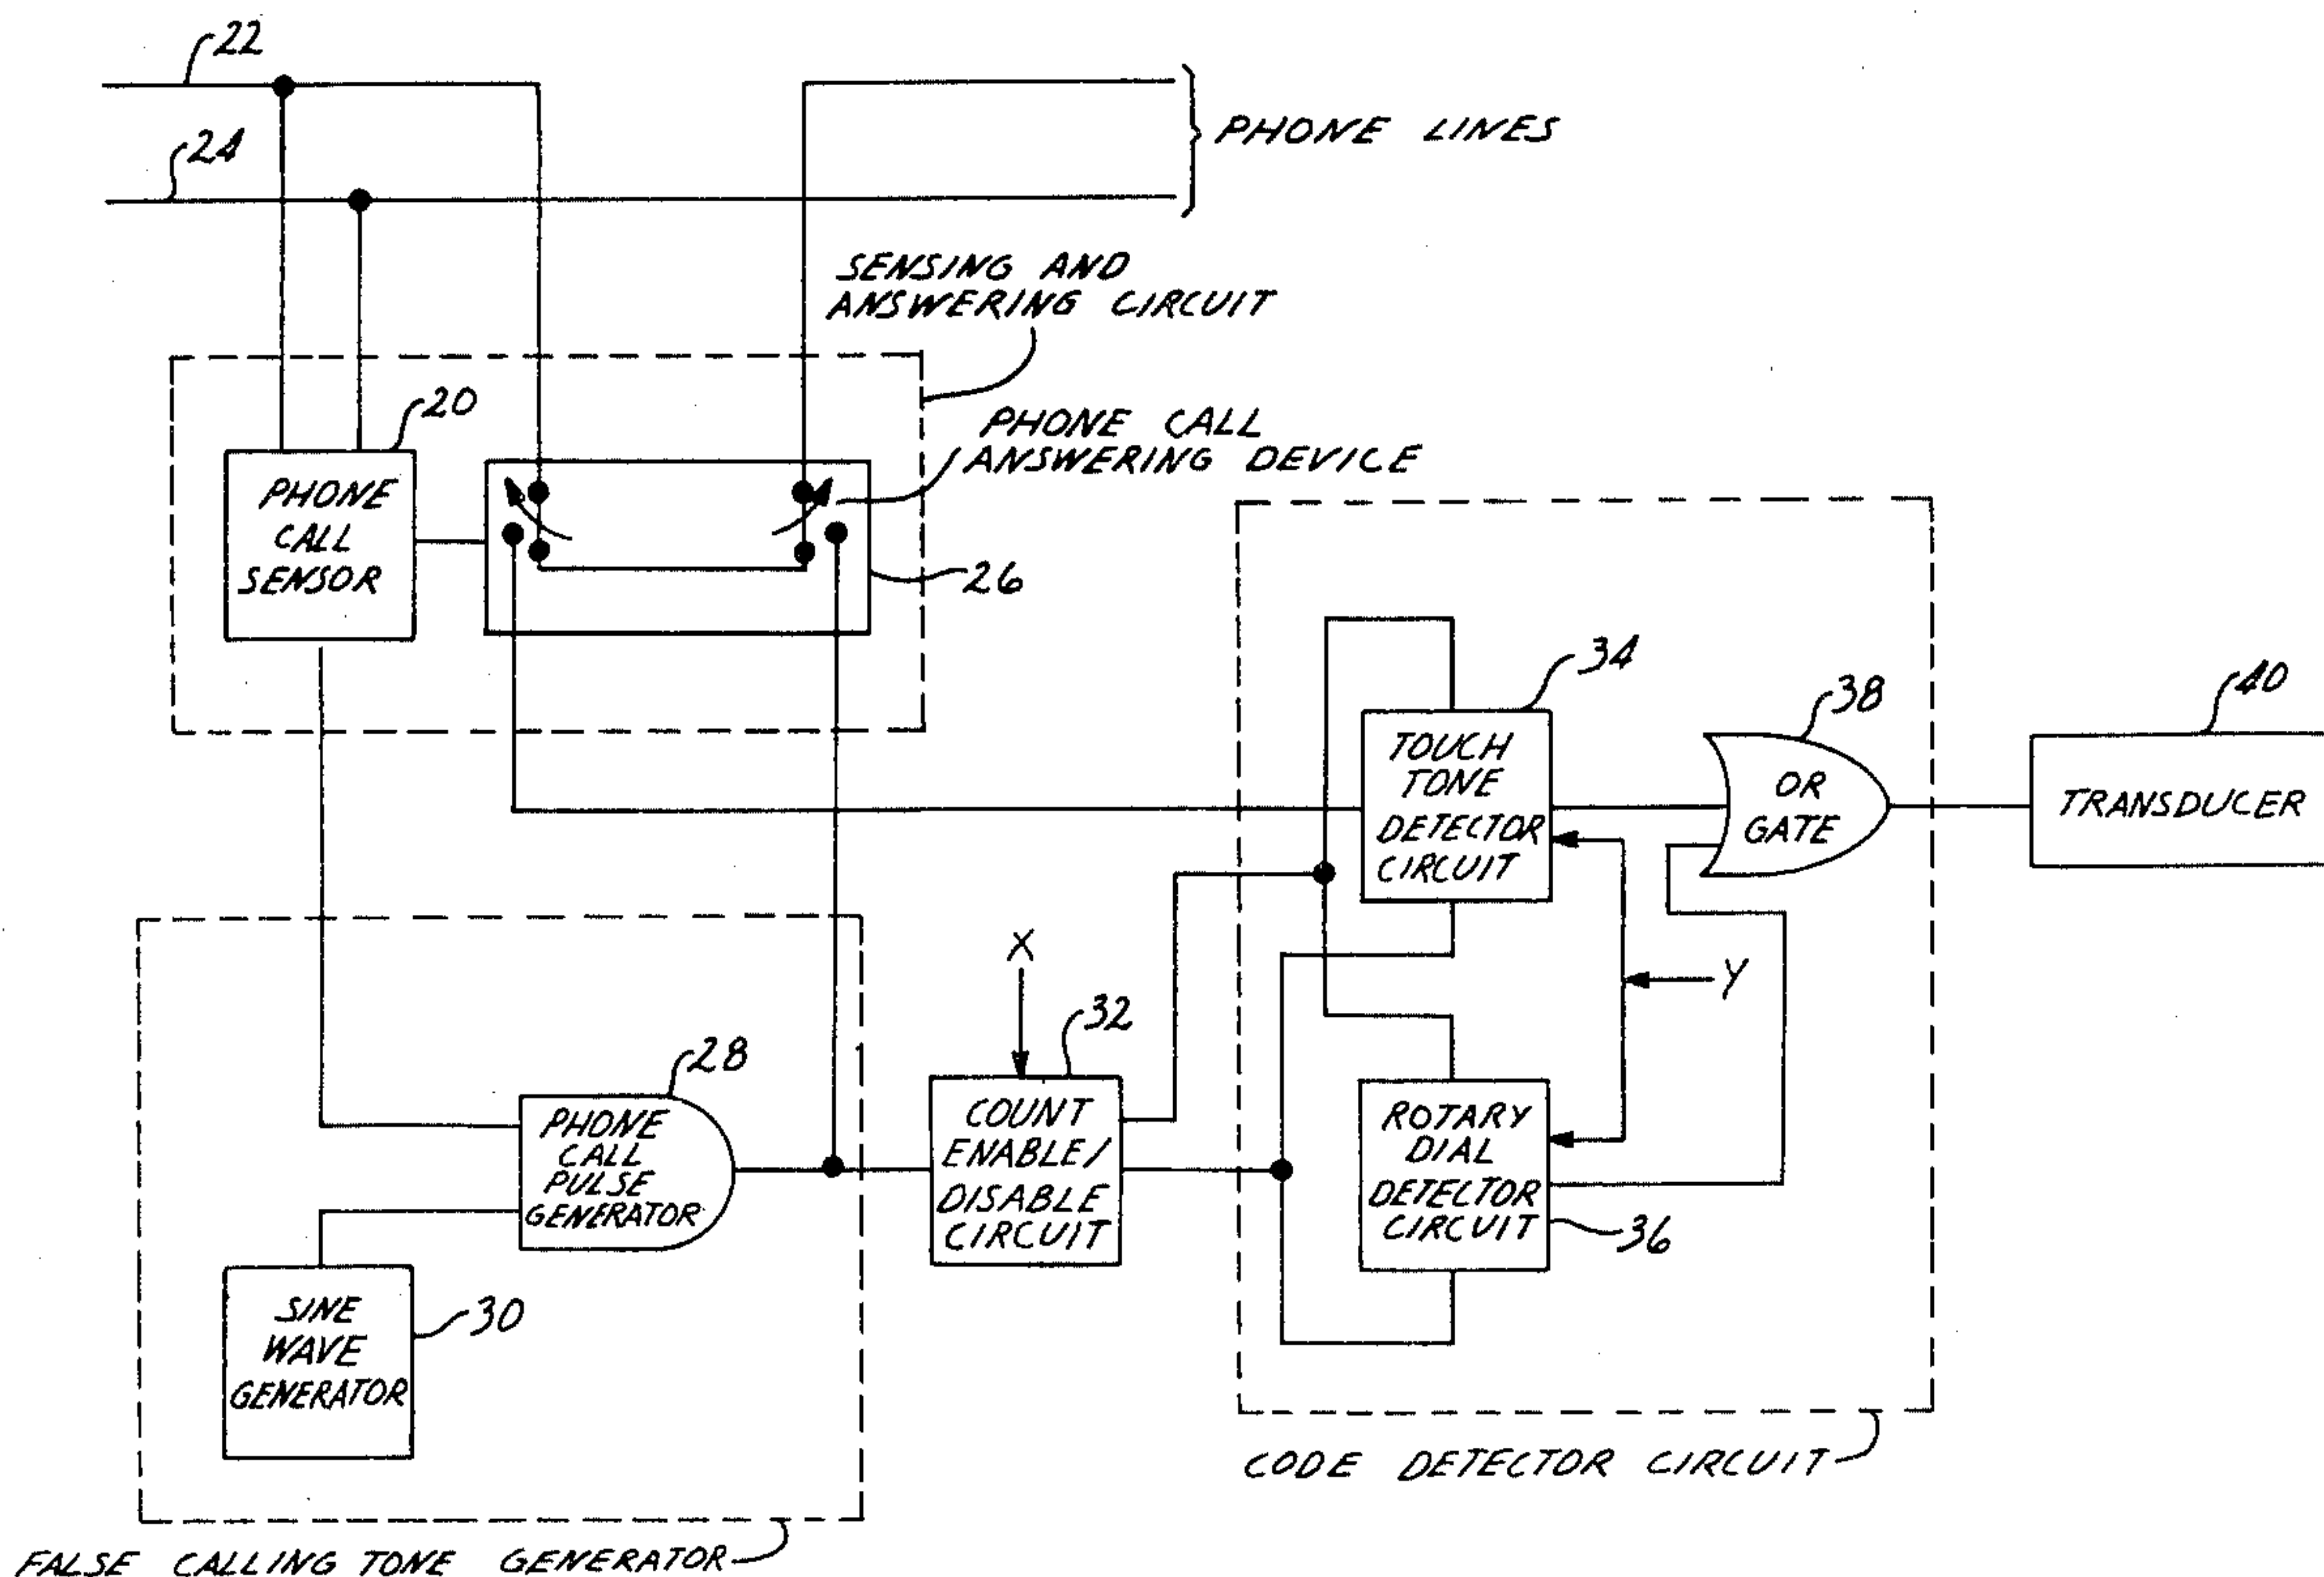 22
24
PHONE LINES
SENSING AND
ANSWERING CIRCUIT
20
PHONE CALL
ANSWERING DEVICE
PHONE
CALL
SENSOR
26
34
38
40
TOUCH
TONE
DETECTOR
CIRCUIT
OR
GATE
TRANSDUCER
X
Y
32
28
PHONE
CALL
PULSE
GENERATOR
COUNT
ENABLE/
DISABLE
CIRCUIT
ROTARY
DIAL
DETECTOR
CIRCUIT
36
SINE
WAVE
GENERATOR
30
CODE DETECTOR CIRCUIT
FALSE CALLING TONE GENERATOR